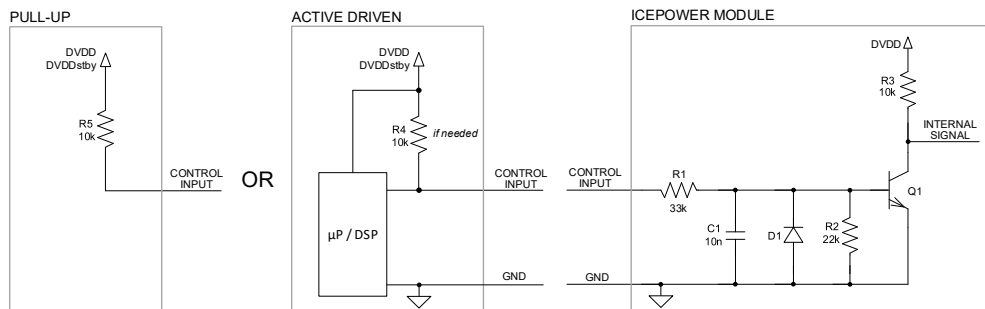 PULL-UP
DVDD
DVDDstby
R5
10k
CONTROL
INPUT
OR
ACTIVE DRIVEN
DVDD
DVDDstby
R4
10k
if needed
µP / DSP
CONTROL
INPUT
GND
ICEPOWER MODULE
CONTROL
INPUT
R1
33k
C1
10n
D1
R2
22k
DVDD
R3
10k
INTERNAL
SIGNAL
Q1
GND